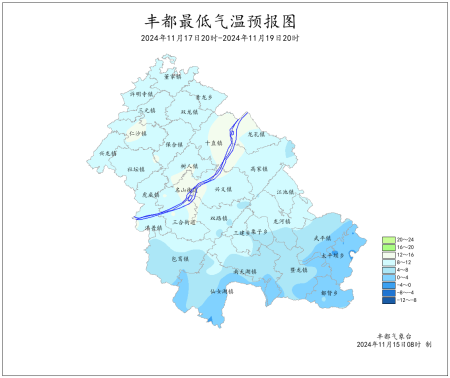 丰都最低气温预报图
2024年11月17日20时-2024年11月19日20时
董家镇
兴明寺镇
青龙乡
三元镇
双龙镇
仁沙镇
保合镇
十直镇
龙孔镇
兴龙镇
社坛镇
树人镇
高家镇
虎威镇
名山街道
兴义镇
江池镇
湛普镇
三合街道
双路镇
龙河镇
三建乡
栗子乡
武平镇
包鸾镇
太平坝乡
南天湖镇
暨龙镇
仙女湖镇
都督乡
20~24
16~20
12~16
8~12
4~8
0~4
-4~0
-8~-4
-12~-8
丰都气象台
2024年11月15日08时 制